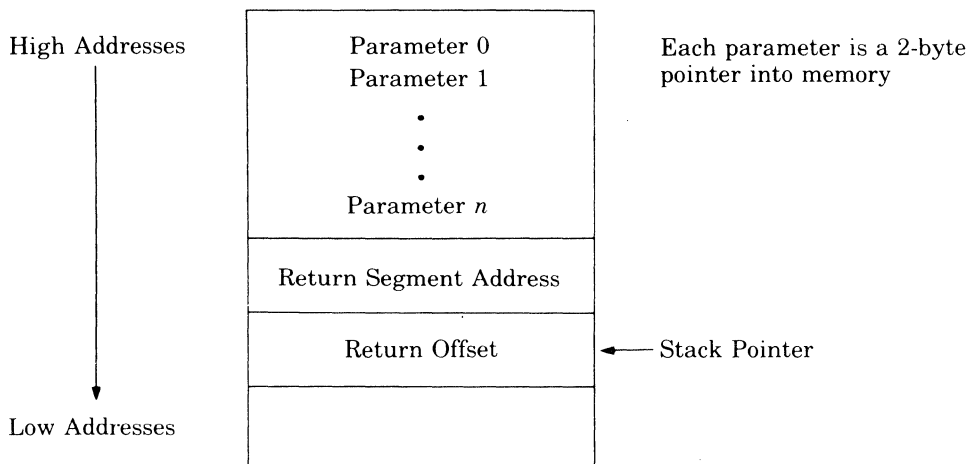 High Addresses
Parameter 0
Parameter 1
Parameter n
Each parameter is a 2-byte
pointer into memory
Return Segment Address
Return Offset
Stack Pointer
Low Addresses